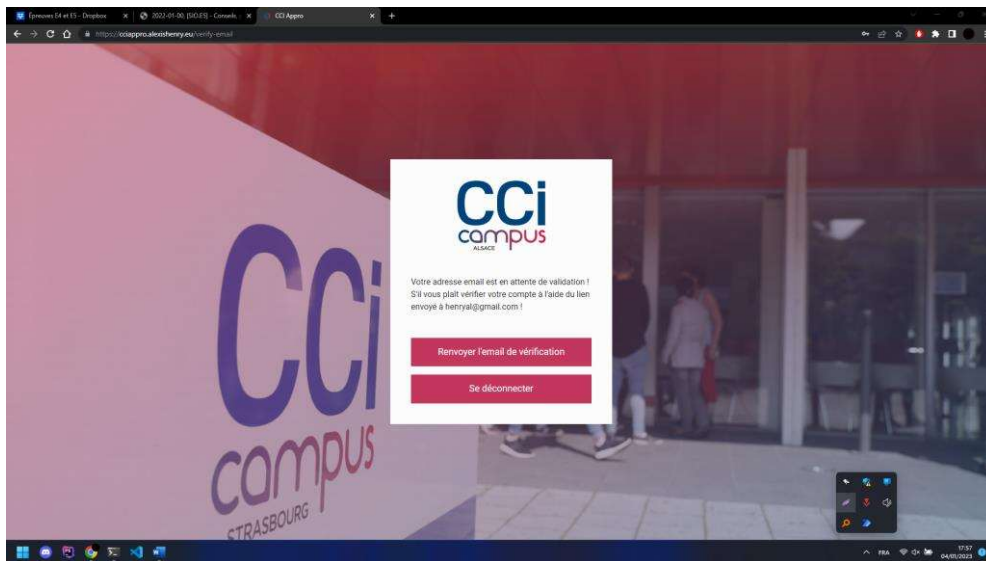 Epreuves E4 et E5 - Dropbox
2022-01-00, [SIO.E5] - Conseils,
CCI Appro
https://cciappro.alexishenry.eu/verify-email
CCi
campus
ALSACE
Votre adresse email est en attente de validation !
S'il vous plaît vérifier votre compte à l'aide du lien
envoyé à henryal@gmail.com !
Renvoyer l'email de vérification
Se déconnecter
CCi
campus
STRASBOURG
FRA
17:57
04/01/2023